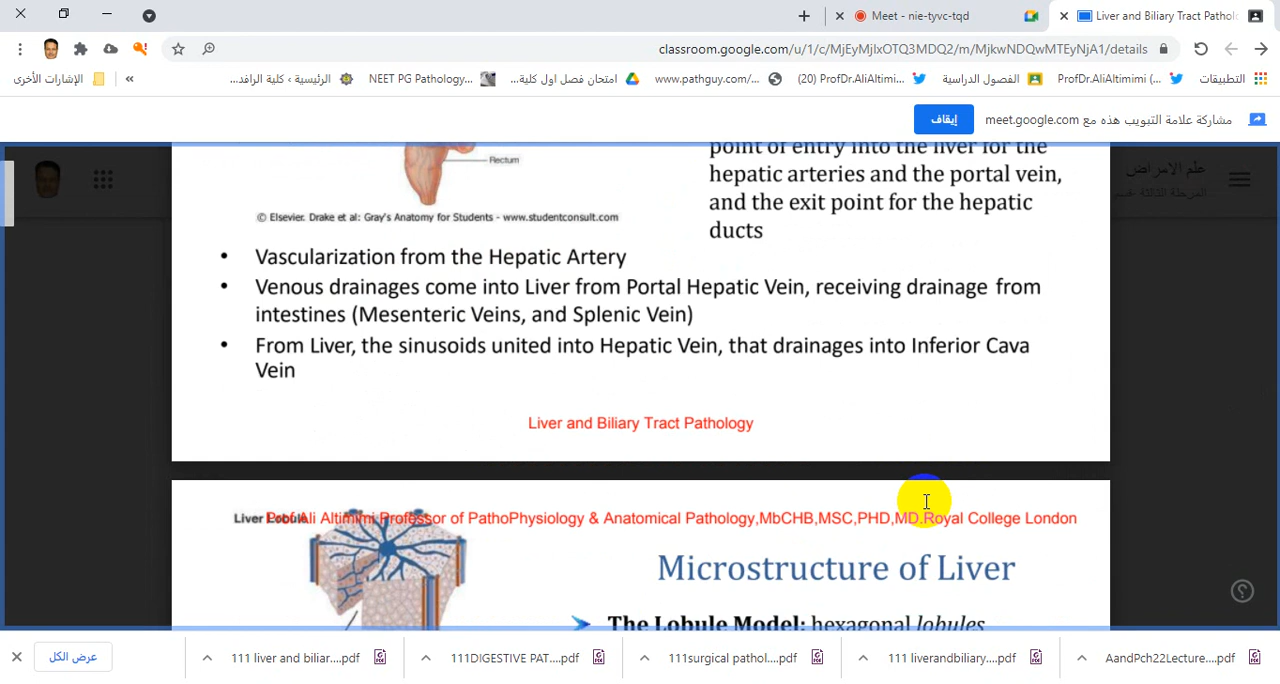 Meet - nie-tyvc-tqd
Liver and Biliary Tract Pathol
classroom.google.com/u/1/c/MjEyMjIxOTQ3MDQ2/m/MjkwNDQwMTEyNjA1/details
التطبيقات
ProfDr.AliAltimimi (...
الفصول الدراسية
(20) ProfDr.AliAltimi...
www.pathguy.com/...
امتحان فصل اول كلية...
NEET PG Pathology...
الرئيسية › كلية الرافد...
»
الإشارات الأخرى
مشاركة علامة التبويب هذه مع meet.google.com
إيقاف
علم الامراض
المرحلة الثالثة - قسم
Rectum
© Elsevier. Drake et al: Gray's Anatomy for Students - www.studentconsult.com
point of entry into the liver for the
hepatic arteries and the portal vein,
and the exit point for the hepatic
ducts
• Vascularization from the Hepatic Artery
• Venous drainages come into Liver from Portal Hepatic Vein, receiving drainage from
intestines (Mesenteric Veins, and Splenic Vein)
• From Liver, the sinusoids united into Hepatic Vein, that drainages into Inferior Cava
Vein
Liver and Biliary Tract Pathology
Liver Lobule
Prof.Ali Altimimi Professor of PathoPhysiology & Anatomical Pathology,MbCHB,MSC,PHD,MD.Royal College London
Microstructure of Liver
The Lobule Model: hexagonal lobules
عرض الكل
111 liver and biliar....pdf
111DIGESTIVE PAT....pdf
111surgical pathol....pdf
111 liverandbiliary....pdf
AandPch22Lecture....pdf